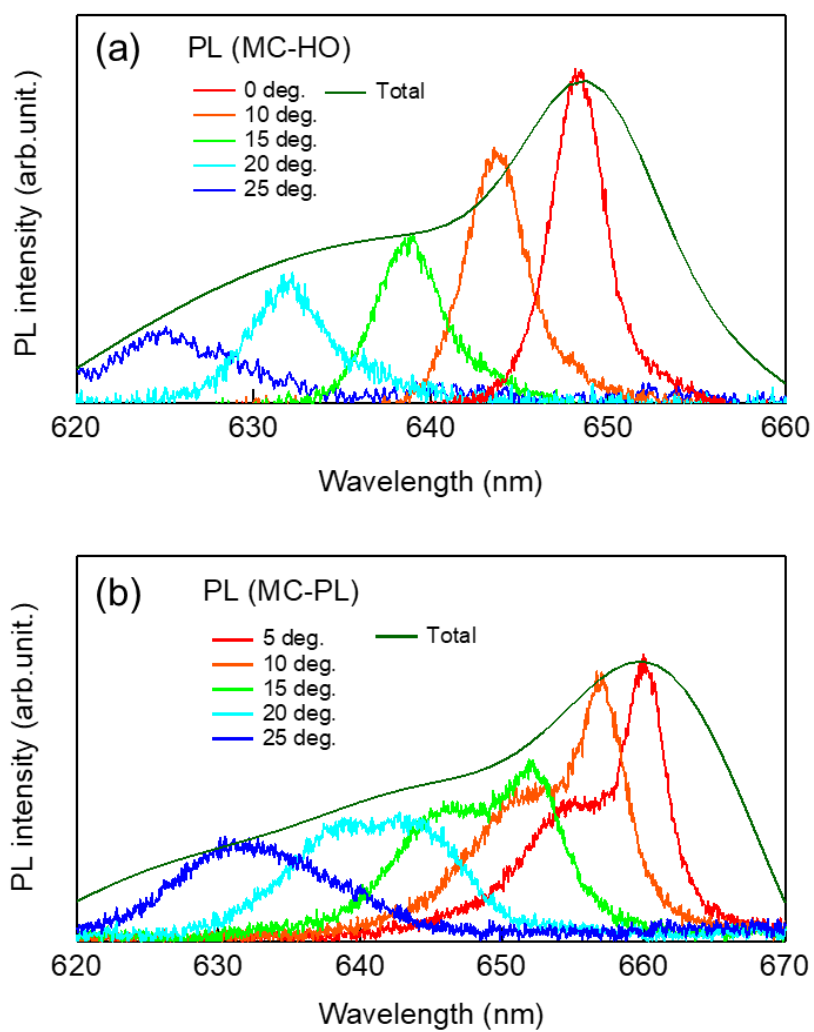 (a)
PL (MC-HO)
0 deg.
Total
10 deg.
15 deg.
20 deg.
25 deg.
PL intensity (arb.unit.)
620
630
640
650
660
Wavelength (nm)
(b)
PL (MC-PL)
5 deg.
Total
10 deg.
15 deg.
20 deg.
25 deg.
PL intensity (arb.unit.)
620
630
640
650
660
670
Wavelength (nm)